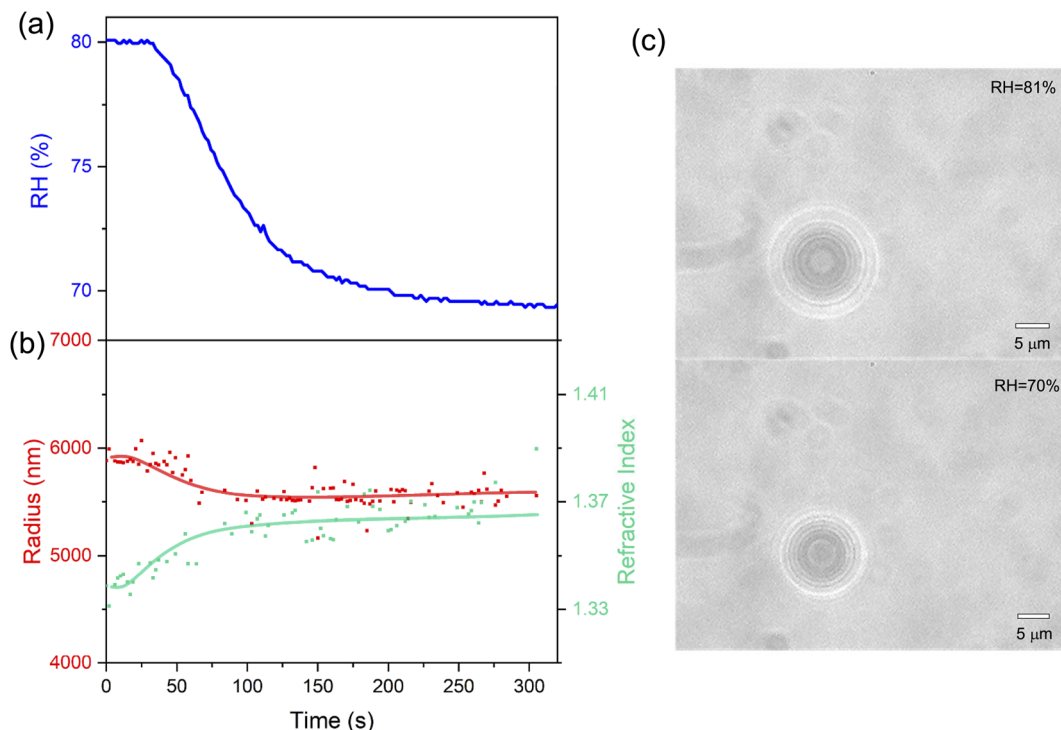 (a)
80
75
70
RH (%)
7000
(b)
6000
5000
4000
Radius (nm)
1.41
1.37
1.33
Refractive Index
0 50 100 150 200 250 300
Time (s)
(c)
RH=81%
5 μm
RH=70%
5 μm